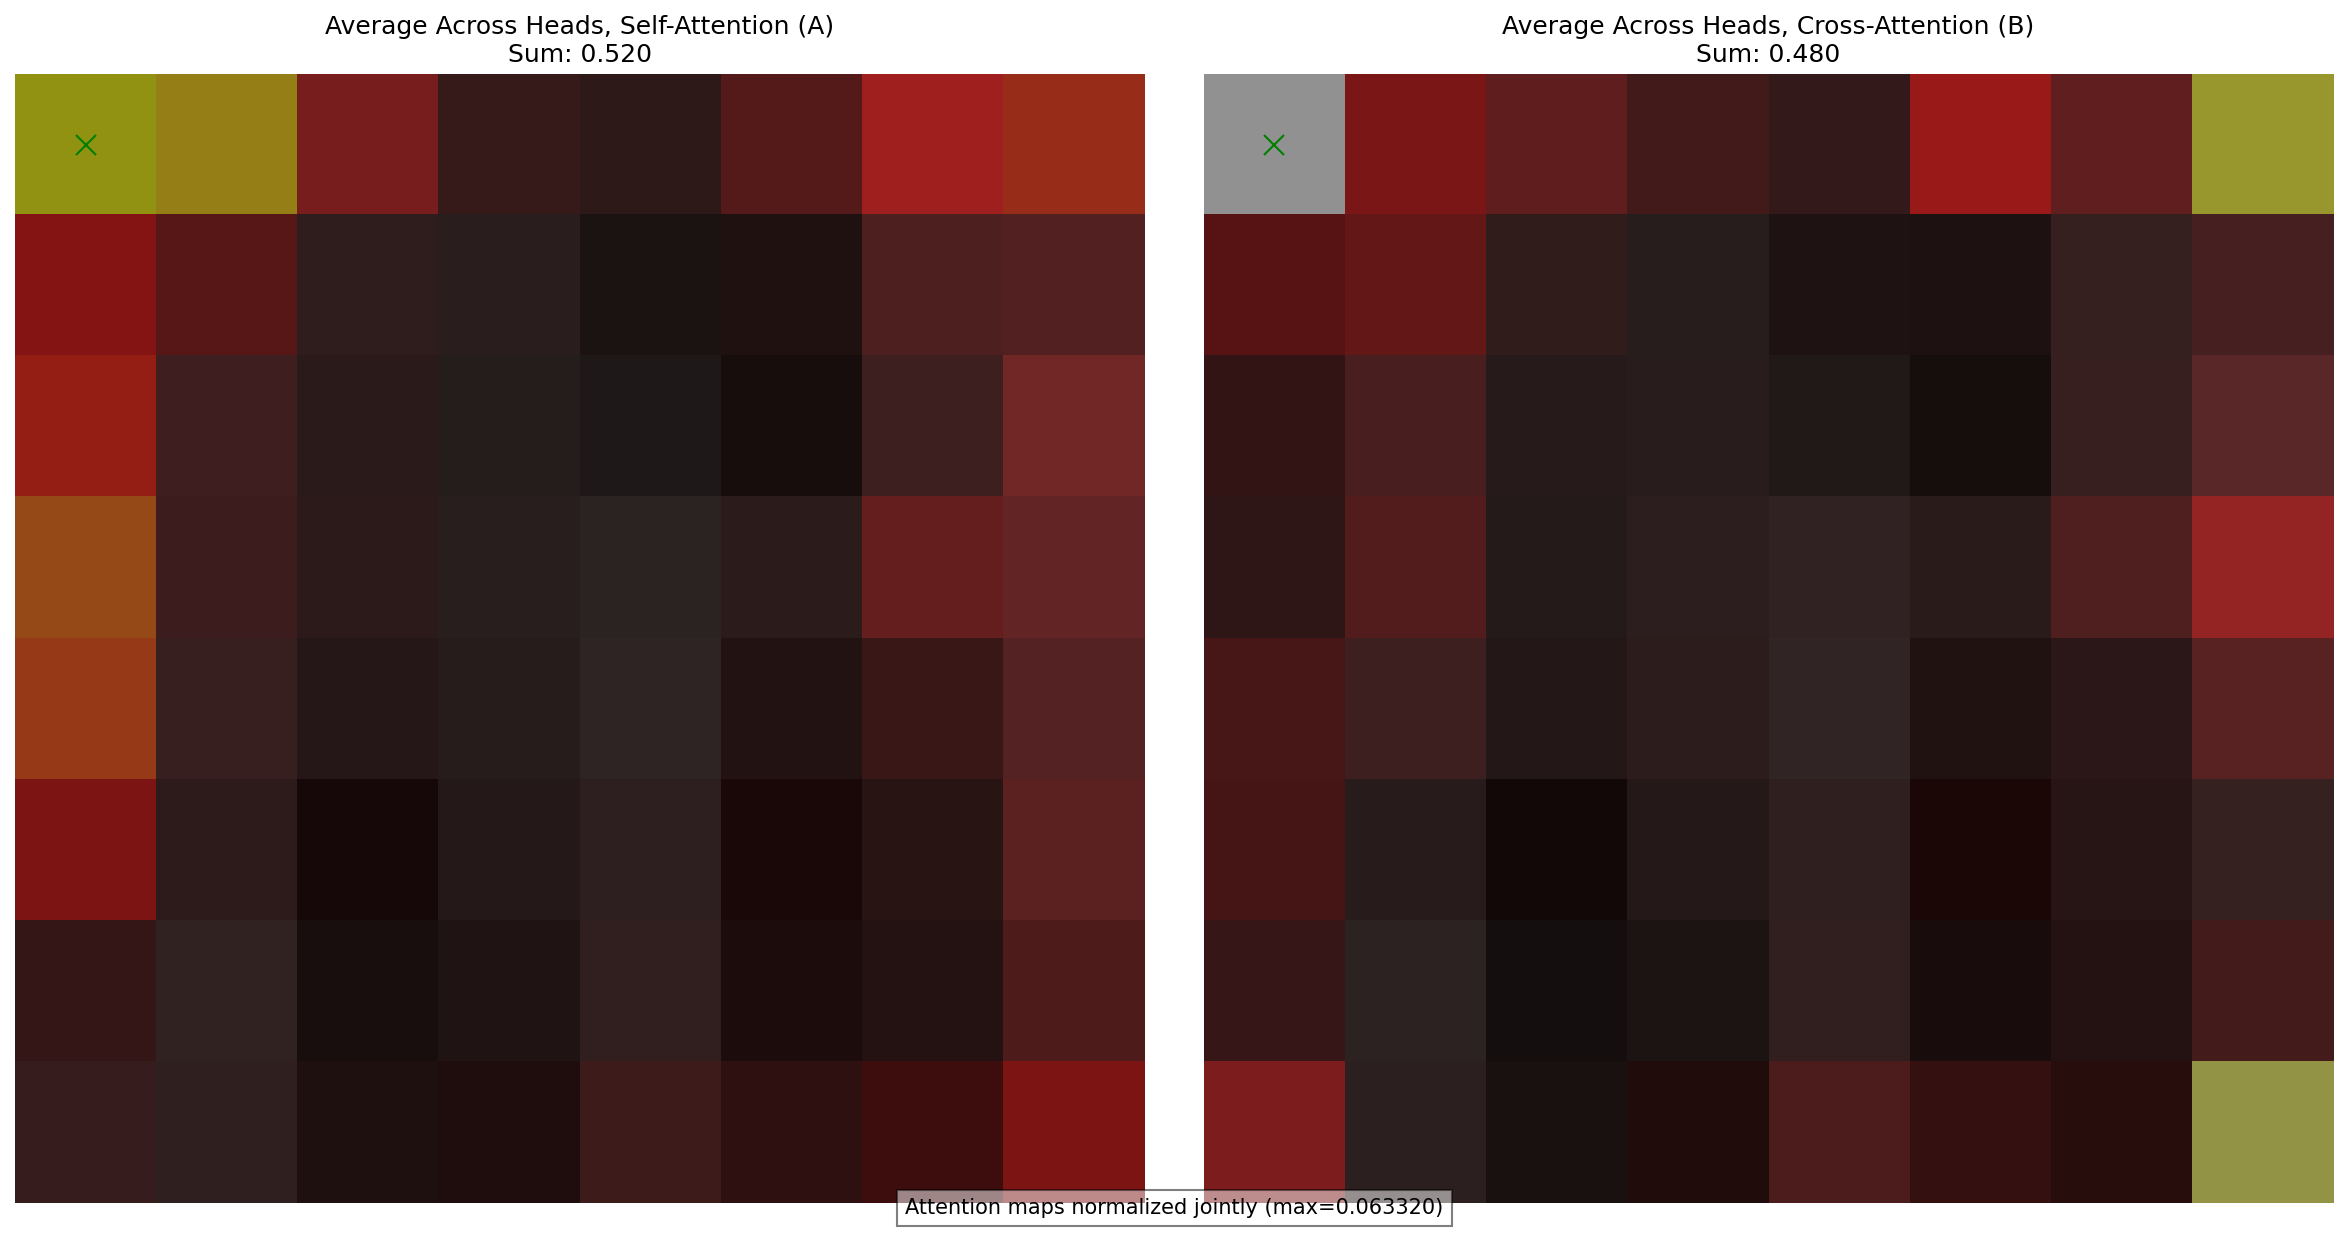 Average Across Heads, Self-Attention (A)
Sum: 0.520
Average Across Heads, Cross-Attention (B)
Sum: 0.480
Attention maps normalized jointly (max=0.063320)